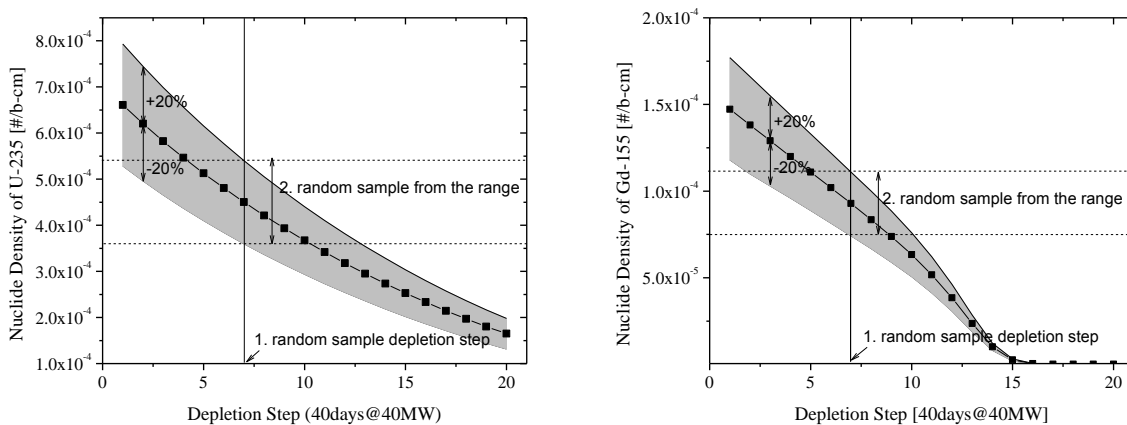 Nuclide Density of U-235 [#/b-cm]
8.0x10⁻⁴
7.0x10⁻⁴
6.0x10⁻⁴
5.0x10⁻⁴
4.0x10⁻⁴
3.0x10⁻⁴
2.0x10⁻⁴
1.0x10⁻⁴
+20%
-20%
2. random sample from the range
1. random sample depletion step
0 5 10 15 20
Depletion Step (40days@40MW)
Nuclide Density of Gd-155 [#/b-cm]
2.0x10⁻⁴
1.5x10⁻⁴
1.0x10⁻⁴
5.0x10⁻⁵
+20%
-20%
2. random sample from the range
1. random sample depletion step
0 5 10 15 20
Depletion Step [40days@40MW]